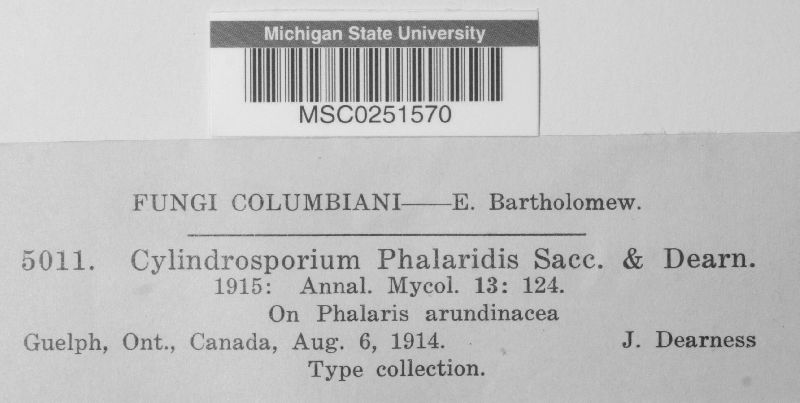 Michigan State University
MSC0251570
FUNGI COLUMBIANI——E. Bartholomew.
5011. Cylindrosporium Phalaridis Sacc. & Dearn.
1915: Annal. Mycol. 13: 124.
On Phalaris arundinacea
Guelph, Ont., Canada, Aug. 6, 1914. J. Dearness
Type collection.